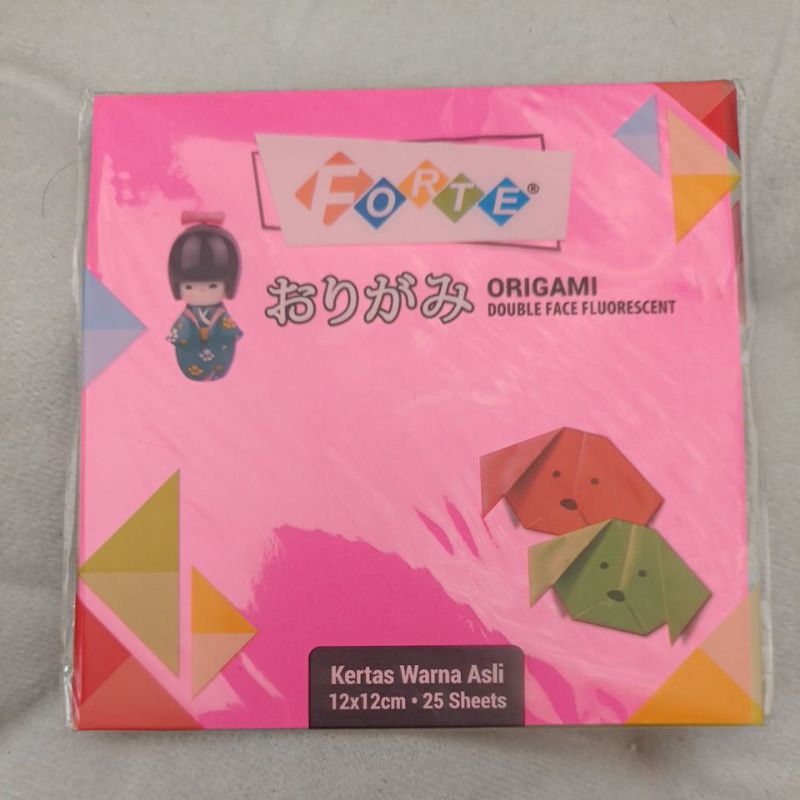 FORTE®
おりがみ
ORIGAMI
DOUBLE FACE FLUORESCENT
Kertas Warna Asli
12x12cm • 25 Sheets